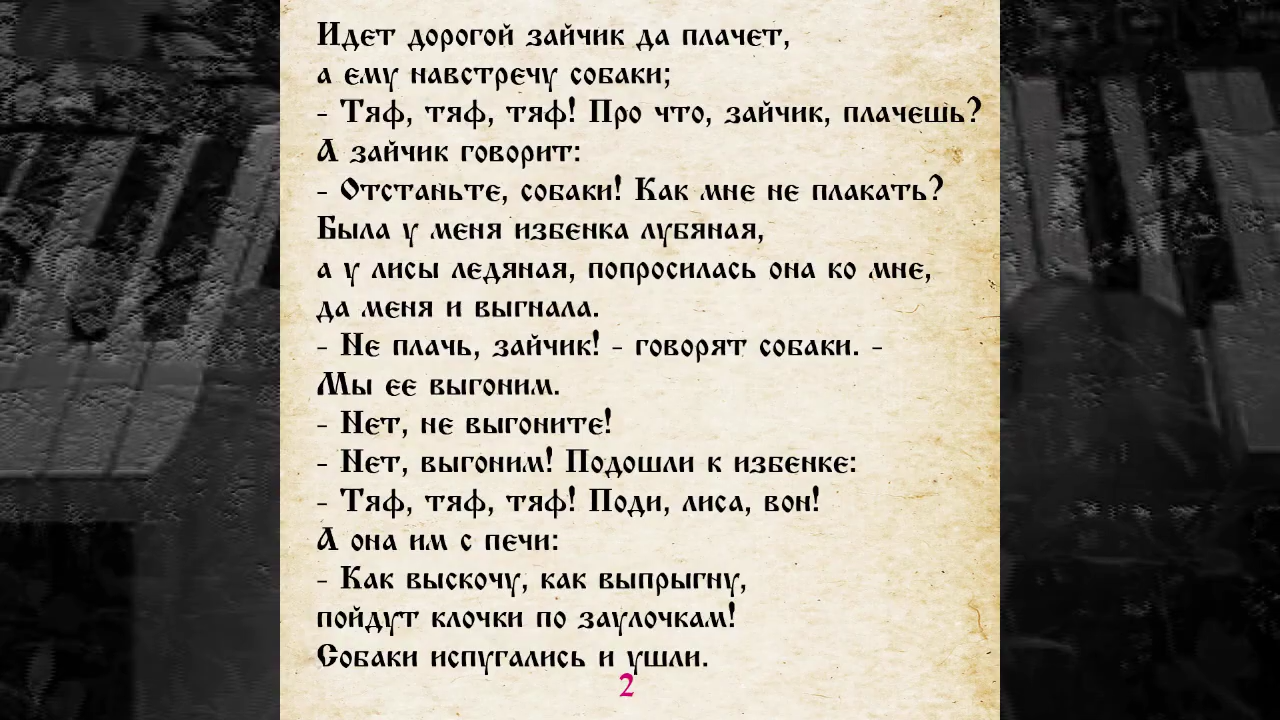 Идет дорогой зайчик да плачет,
а ему навстречу собаки;
- Тяф, тяф, тяф! Про что, зайчик, плачешь?
А зайчик говорит:
- Отстаньте, собаки! Как мне не плакать?
Была у меня избенка лубяная,
а у лисы ледяная, попросилась она ко мне,
да меня и выгнала.
- Не плачь, зайчик! - говорят собаки. -
Мы ее выгоним.
- Нет, не выгоните!
- Нет, выгоним! Подошли к избенке:
- Тяф, тяф, тяф! Поди, лиса, вон!
А она им с печи:
- Как выскочу, как выпрыгну,
пойдут клочки по заулочкам!
Собаки испугались и ушли.
2